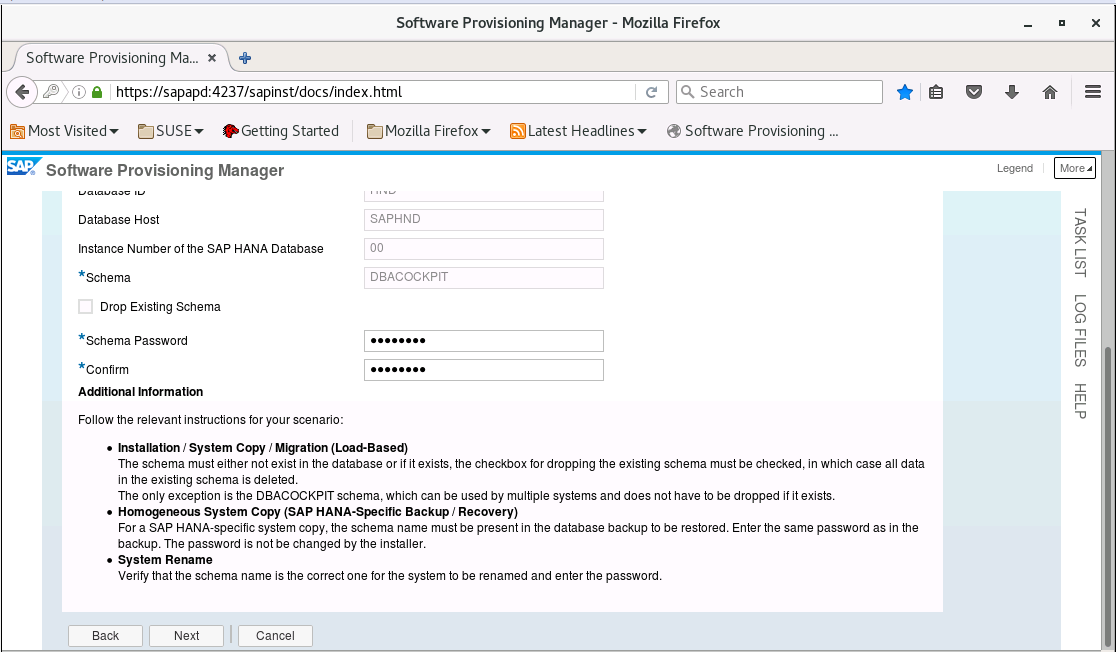 Software Provisioning Manager - Mozilla Firefox
Software Provisioning Ma...
https://sapapd:4237/sapinst/docs/index.html
Search
Most Visited
SUSE
Getting Started
Mozilla Firefox
Latest Headlines
Software Provisioning ...
SAP
Software Provisioning Manager
Legend
More
Database ID HND
Database Host SAPHND
Instance Number of the SAP HANA Database 00
*Schema DBACOCKPIT
Drop Existing Schema
*Schema Password ••••••••
*Confirm ••••••••
Additional Information
Follow the relevant instructions for your scenario:
• Installation / System Copy / Migration (Load-Based)
The schema must either not exist in the database or if it exists, the checkbox for dropping the existing schema must be checked, in which case all data
in the existing schema is deleted.
The only exception is the DBACOCKPIT schema, which can be used by multiple systems and does not have to be dropped if it exists.
• Homogeneous System Copy (SAP HANA-Specific Backup / Recovery)
For a SAP HANA-specific system copy, the schema name must be present in the database backup to be restored. Enter the same password as in the
backup. The password is not be changed by the installer.
• System Rename
Verify that the schema name is the correct one for the system to be renamed and enter the password.
Back
Next
Cancel
TASK LIST
LOG FILES
HELP